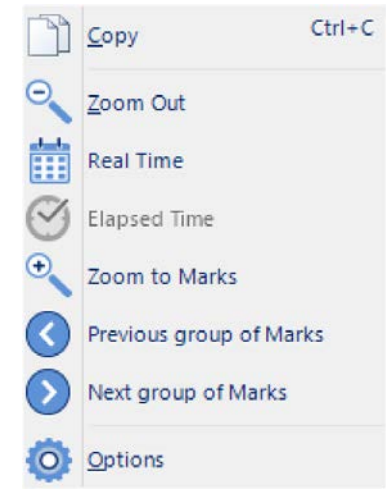 Copy Ctrl+C
Zoom Out
Real Time
Elapsed Time
Zoom to Marks
Previous group of Marks
Next group of Marks
Options